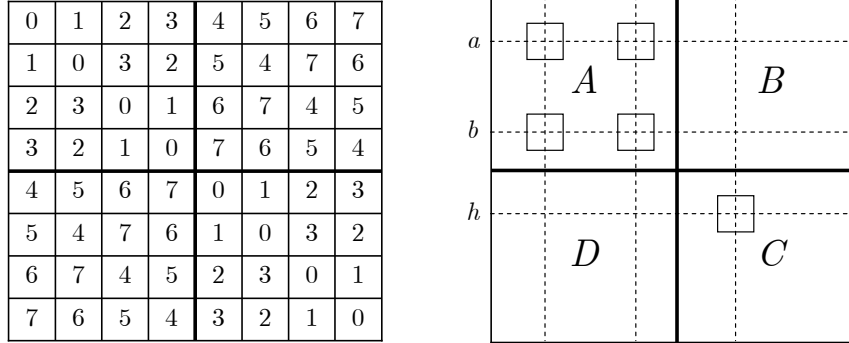 0 1 2 3 4 5 6 7
1 0 3 2 5 4 7 6
2 3 0 1 6 7 4 5
3 2 1 0 7 6 5 4
4 5 6 7 0 1 2 3
5 4 7 6 1 0 3 2
6 7 4 5 2 3 0 1
7 6 5 4 3 2 1 0
a
A B
b
h
D C